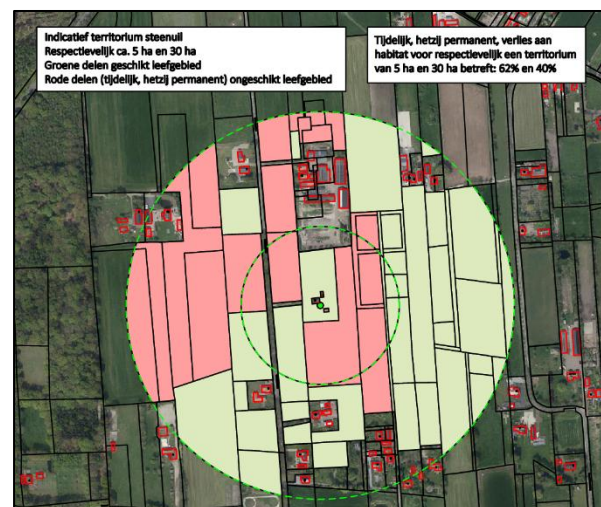 Indicatief territorium steenuil
Respectievelijk ca. 5 ha en 30 ha
Groene delen geschikt leefgebied
Rode delen (tijdelijk, hetzij permanent) ongeschikt leefgebied
Tijdelijk, hetzij permanent, verlies aan
habitat voor respectievelijk een territorium
van 5 ha en 30 ha betreft: 62% en 40%